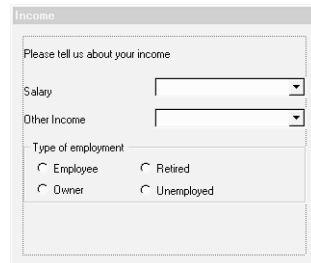 Income
Please tell us about your income
Salary
Other Income
Type of employment
Employee Retired
Owner Unemployed